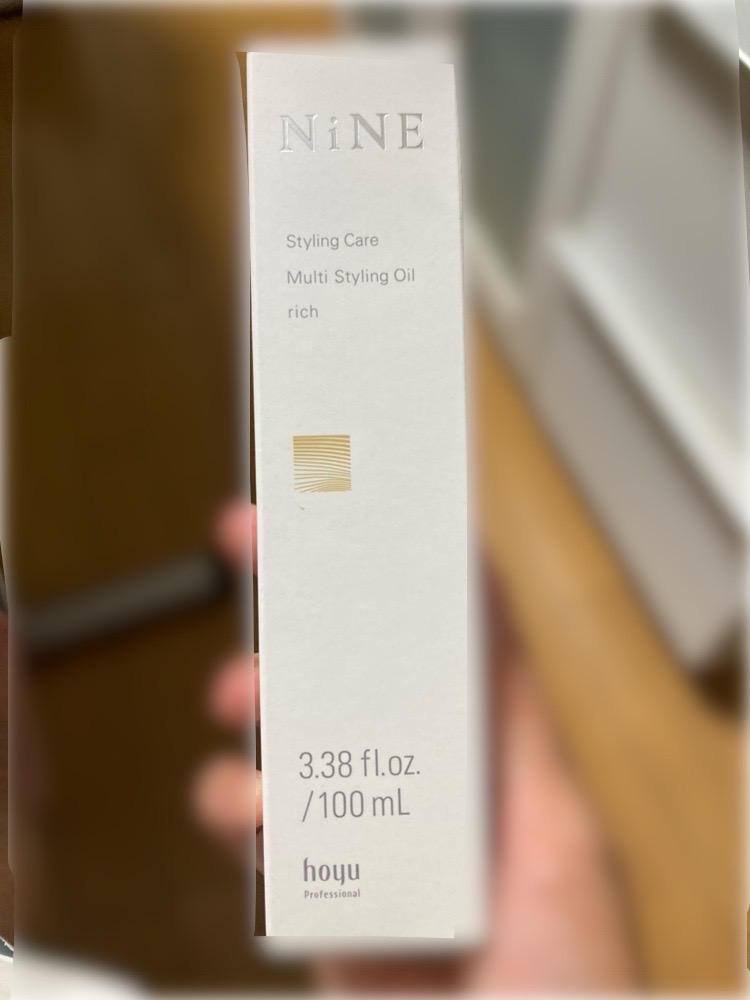 NiNE
Styling Care
Multi Styling Oil
rich
3.38 fl.oz.
/100 mL
hoyu
Professional